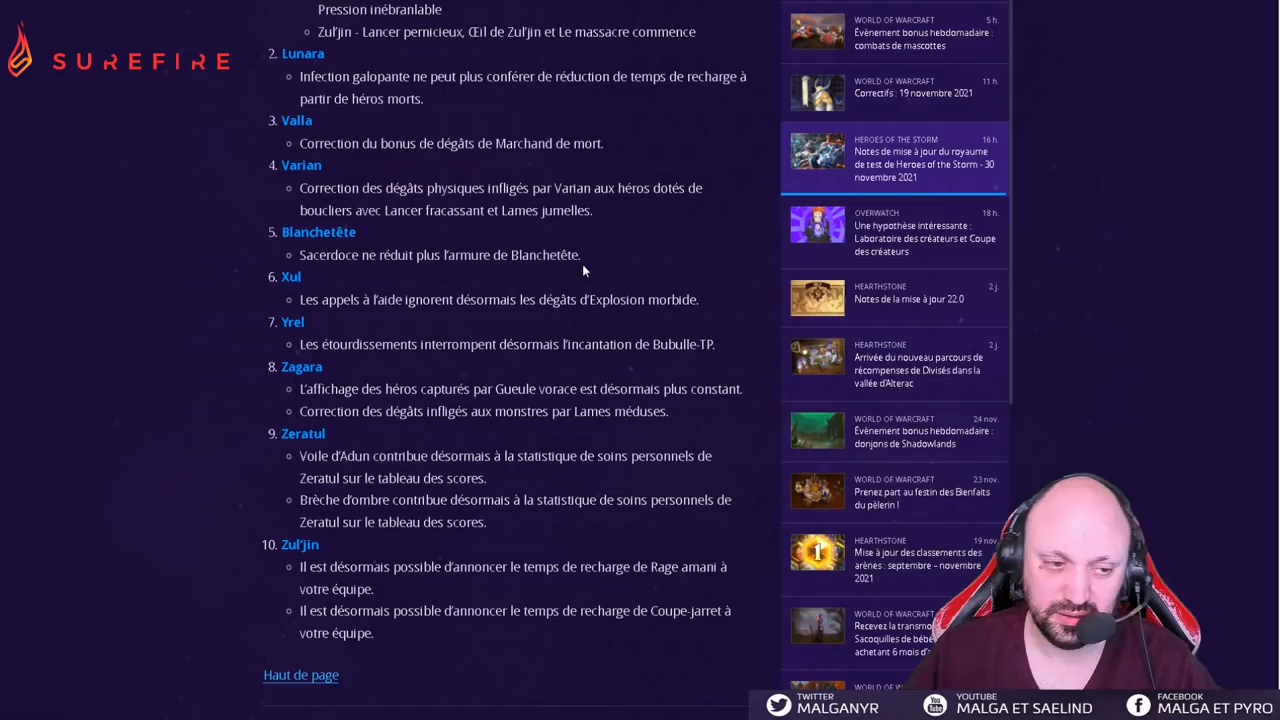 SUREFIRE
Pression inébranlable
Zul'jin - Lancer pernicieux, Œil de Zul'jin et Le massacre commence
2. Lunara
Infection galopante ne peut plus conférer de réduction de temps de recharge à
partir de héros morts.
3. Valla
Correction du bonus de dégâts de Marchand de mort.
4. Varian
Correction des dégâts physiques infligés par Varian aux héros dotés de
boucliers avec Lancer fracassant et Lames jumelles.
5. Blanchetête
Sacerdoce ne réduit plus l'armure de Blanchetête.
6. Xul
Les appels à l'aide ignorent désormais les dégâts d'Explosion morbide.
7. Yrel
Les étourdissements interrompent désormais l'incantation de Bubulle-TP.
8. Zagara
L'affichage des héros capturés par Gueule vorace est désormais plus constant.
Correction des dégâts infligés aux monstres par Lames méduses.
9. Zeratul
Voile d'Adun contribue désormais à la statistique de soins personnels de
Zeratul sur le tableau des scores.
Brèche d'ombre contribue désormais à la statistique de soins personnels de
Zeratul sur le tableau des scores.
10. Zul'jin
Il est désormais possible d'annoncer le temps de recharge de Rage amani à
votre équipe.
Il est désormais possible d'annoncer le temps de recharge de Coupe-jarret à
votre équipe.
Haut de page
WORLD OF WARCRAFT 5 h.
Évènement bonus hebdomadaire :
combats de mascottes
WORLD OF WARCRAFT 11 h.
Correctifs : 19 novembre 2021
HEROES OF THE STORM 16 h.
Notes de mise à jour du royaume
de test de Heroes of the Storm - 30
novembre 2021
OVERWATCH 18 h.
Une hypothèse intéressante :
Laboratoire des créateurs et Coupe
des créateurs
HEARTHSTONE 2 j.
Notes de la mise à jour 22.0
HEARTHSTONE 2 j.
Arrivée du nouveau parcours de
récompenses de Divisés dans la
vallée d'Alterac
WORLD OF WARCRAFT 24 nov.
Évènement bonus hebdomadaire :
donjons de Shadowlands
WORLD OF WARCRAFT 23 nov.
Prenez part au festin des Bienfaits
du pèlerin !
HEARTHSTONE 19 nov.
1
Mise à jour des classements des
arènes : septembre – novembre
2021
WORLD OF WARCRAFT
Recevez la transmo
Sacoquilles de béb
achetant 6 mois d'
WORLD OF W
TWITTER
MALGANYR
YOUTUBE
MALGA ET SAELIND
FACEBOOK
MALGA ET PYRO